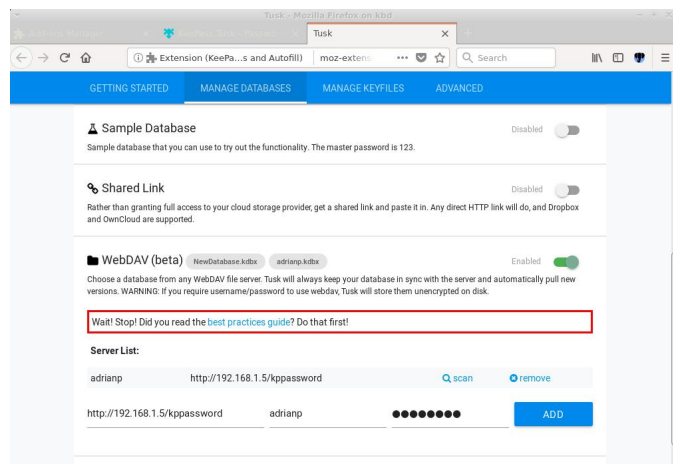 Tusk - Mozilla Firefox on kbd
Tusk
Extension (KeePa...s and Autofill)
moz-extens
Search
GETTING STARTED
MANAGE DATABASES
MANAGE KEYFILES
ADVANCED
Sample Database
Disabled
Sample database that you can use to try out the functionality. The master password is 123.
Shared Link
Disabled
Rather than granting full access to your cloud storage provider, get a shared link and paste it in. Any direct HTTP link will do, and Dropbox
and OwnCloud are supported.
WebDAV (beta)
NewDatabase.kdbx
adrianp.kdbx
Enabled
Choose a database from any WebDAV file server. Tusk will always keep your database in sync with the server and automatically pull new
versions. WARNING: If you require username/password to use webdav, Tusk will store them unencrypted on disk.
Wait! Stop! Did you read the best practices guide? Do that first!
Server List:
adrianp
http://192.168.1.5/kppassword
scan
remove
http://192.168.1.5/kppassword
adrianp
●●●●●●●●
ADD